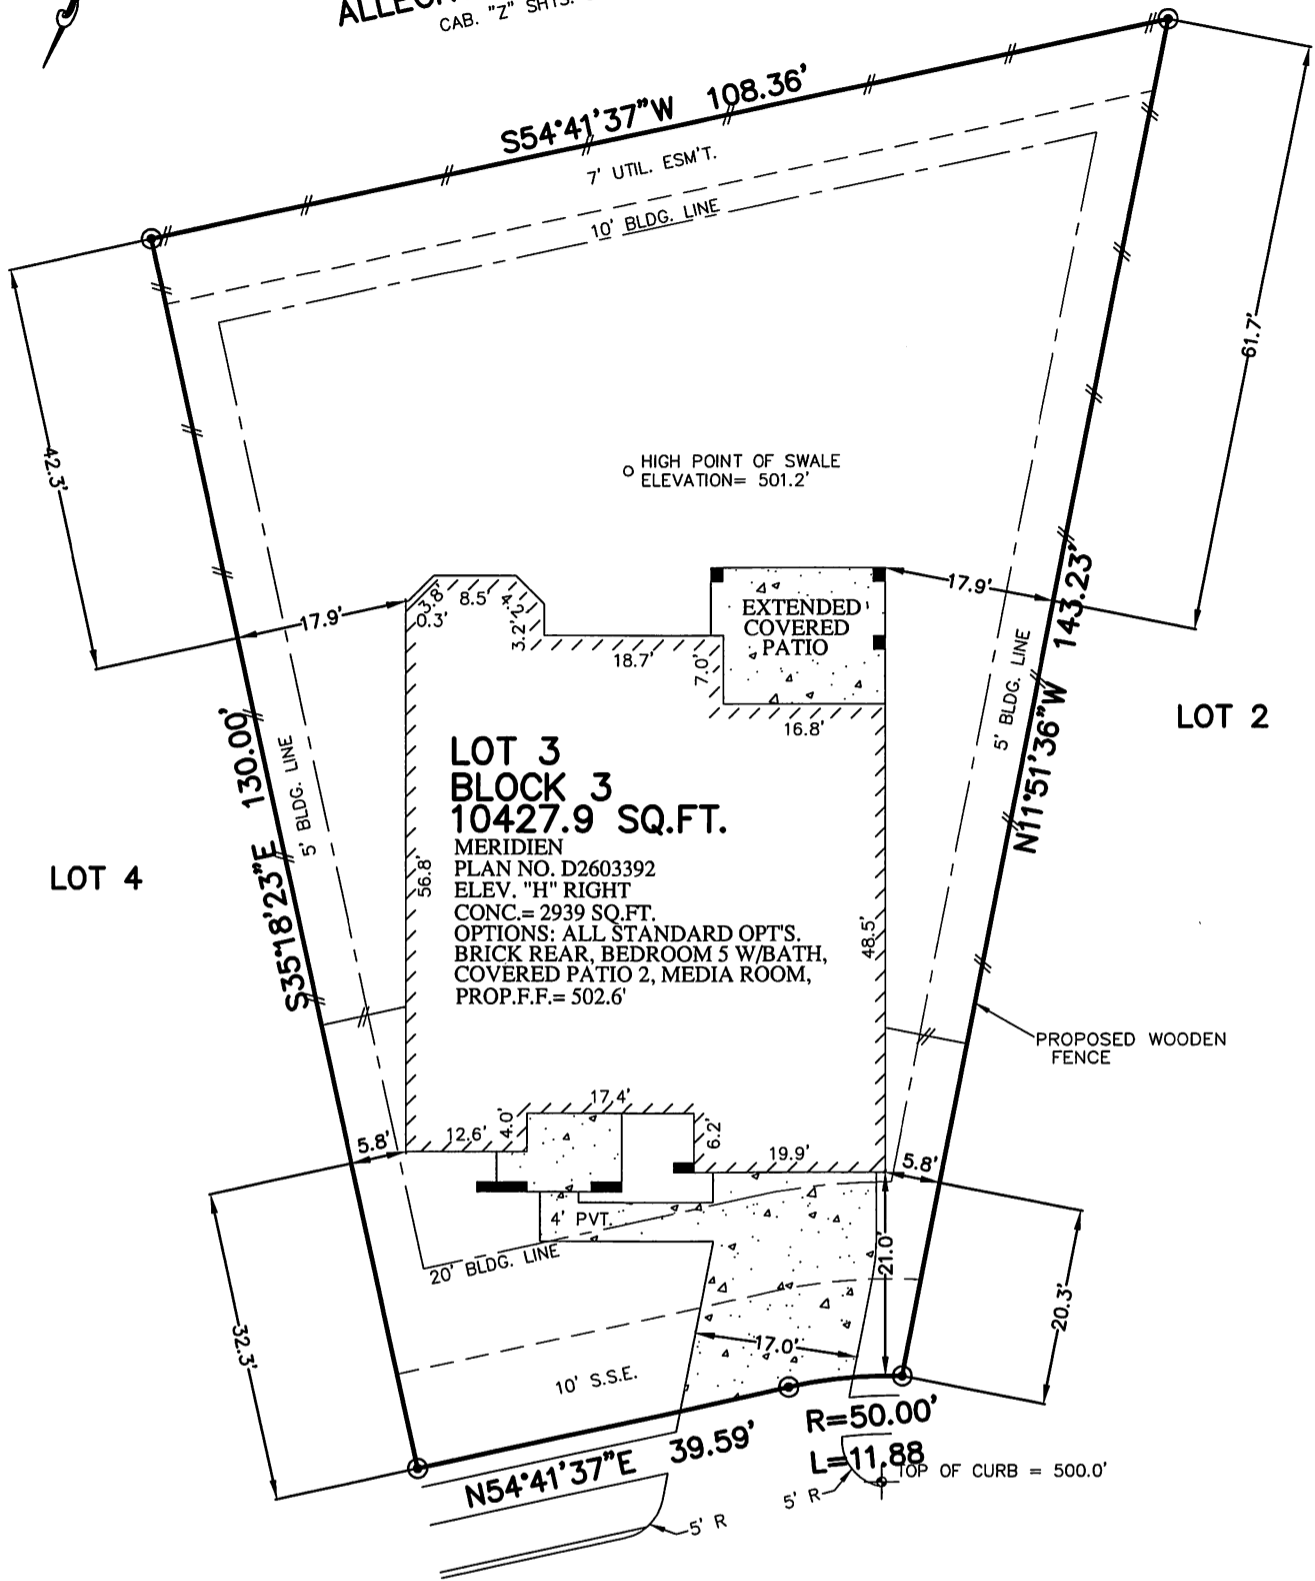 CAB. "Z"
S54°41'37"W 108.36'
7' UTIL. ESM'T.
10' BLDG. LINE
61.7'
42.3'
HIGH POINT OF SWALE
ELEVATION= 501.2'
17.9'
3.8'
0.3'
8.5'
4.2'
3.2'
18.7'
7.0'
EXTENDED
COVERED
PATIO
16.8'
17.9'
5' BLDG. LINE
N11°51'36"W 143.23'
LOT 2
S35°18'23"E 130.00'
5' BLDG. LINE
LOT 4
LOT 3
BLOCK 3
10427.9 SQ.FT.
MERIDIEN
PLAN NO. D2603392
ELEV. "H" RIGHT
CONC.= 2939 SQ.FT.
OPTIONS: ALL STANDARD OPT'S.
BRICK REAR, BEDROOM 5 W/BATH,
COVERED PATIO 2, MEDIA ROOM,
PROP.F.F.= 502.6'
56.8'
48.5'
PROPOSED WOODEN
FENCE
17.4'
4.0'
12.6'
6.2'
19.9'
5.8'
5.8'
4' PVT.
20' BLDG. LINE
21.0'
20.3'
32.3'
17.0'
10' S.S.E.
N54°41'37"E 39.59'
R=50.00'
L=11.88
TOP OF CURB = 500.0'
5' R
5' R